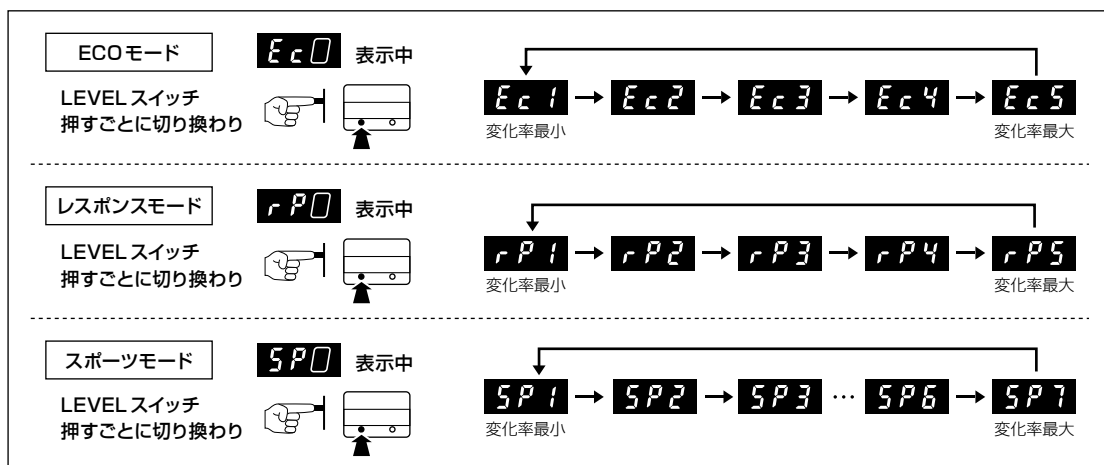 ECOモード
Ec0 表示中
LEVELスイッチ
押すごとに切り換わり
Ec1 → Ec2 → Ec3 → Ec4 → Ec5
変化率最小 変化率最大
レスポンスモード
rP0 表示中
LEVELスイッチ
押すごとに切り換わり
rP1 → rP2 → rP3 → rP4 → rP5
変化率最小 変化率最大
スポーツモード
SP0 表示中
LEVELスイッチ
押すごとに切り換わり
SP1 → SP2 → SP3 … SP6 → SP7
変化率最小 変化率最大